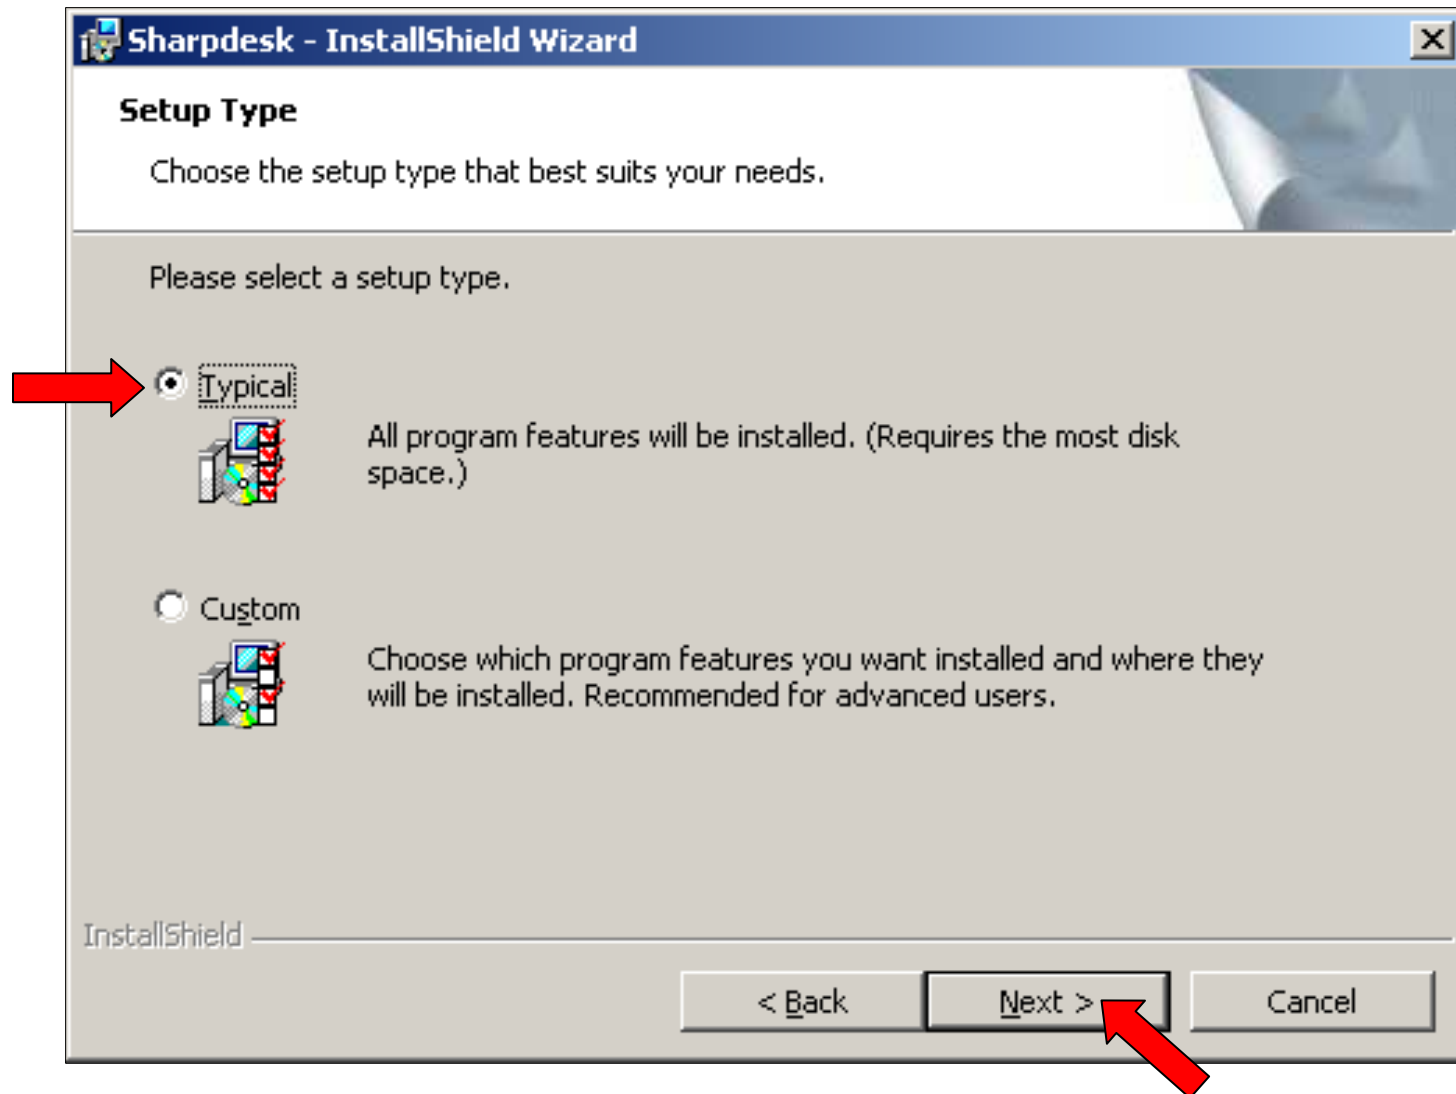 Sharpdesk - InstallShield Wizard
Setup Type
Choose the setup type that best suits your needs.
Please select a setup type.
Typical
All program features will be installed. (Requires the most disk
space.)
Custom
Choose which program features you want installed and where they
will be installed. Recommended for advanced users.
InstallShield
< Back
Next >
Cancel